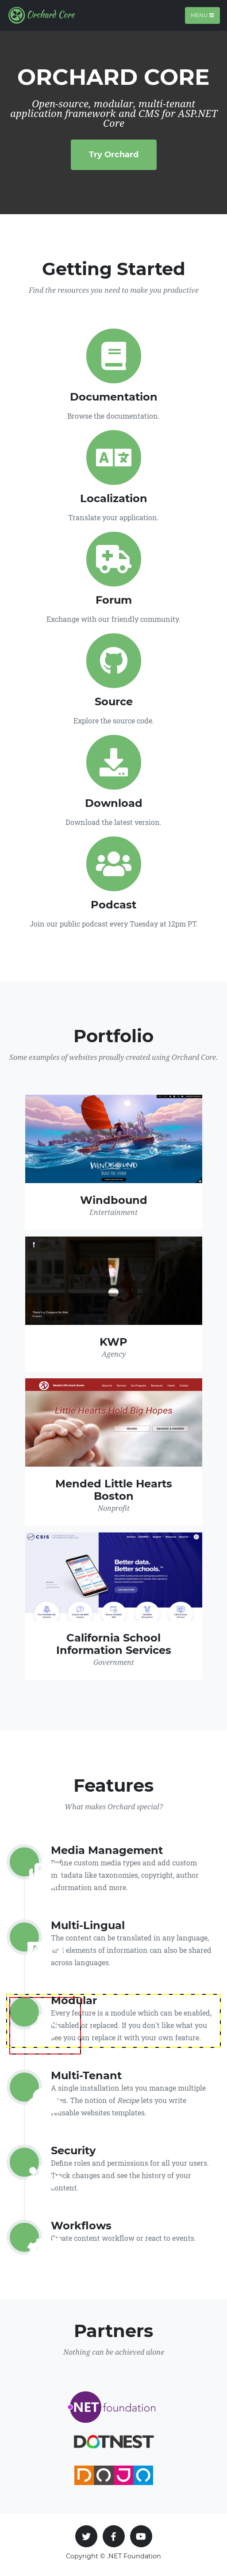 Orchard Core
MENU
ORCHARD CORE
Open-source, modular, multi-tenant
application framework and CMS for ASP.NET
Core
Try Orchard
Getting Started
Find the resources you need to make you productive
Documentation
Browse the documentation.
Localization
Translate your application.
Forum
Exchange with our friendly community.
Source
Explore the source code.
Download
Download the latest version.
Podcast
Join our public podcast every Tuesday at 12pm PT.
Portfolio
Some examples of websites proudly created using Orchard Core.
Windbound
Entertainment
KWP
Agency
Little Hearts Hold Big Hopes
Mended Little Hearts
Boston
Nonprofit
CSIS
Better data.
Better schools.
California School
Information Services
Government
Features
What makes Orchard special?
Media Management
Define custom media types and add custom
metadata like taxonomies, copyright, author
information and more.
Multi-Lingual
The content can be translated in any language,
elements of information can also be shared
across languages.
Modular
Every feature is a module which can be enabled,
disabled or replaced. If you don't like what you
see you can replace it with your own feature.
Multi-Tenant
A single installation lets you manage multiple
The notion of Recipe lets you write
reusable websites templates.
Security
Define roles and permissions for all your users.
Track changes and see the history of your
content.
Workflows
Create content workflow or react to events.
Partners
Nothing can be achieved alone
.NET foundation
DOTNEST
DOJO
Copyright © .NET Foundation